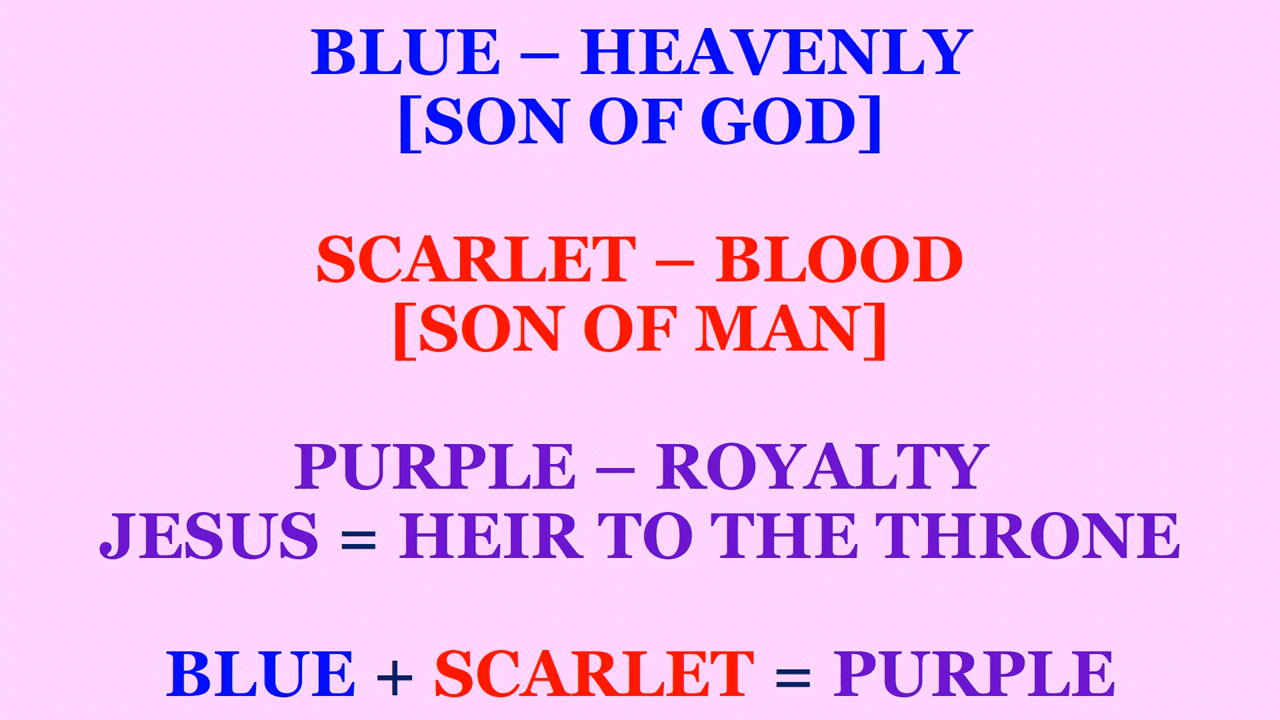 BLUE – HEAVENLY
[SON OF GOD]
SCARLET – BLOOD
[SON OF MAN]
PURPLE – ROYALTY
JESUS = HEIR TO THE THRONE
BLUE + SCARLET = PURPLE